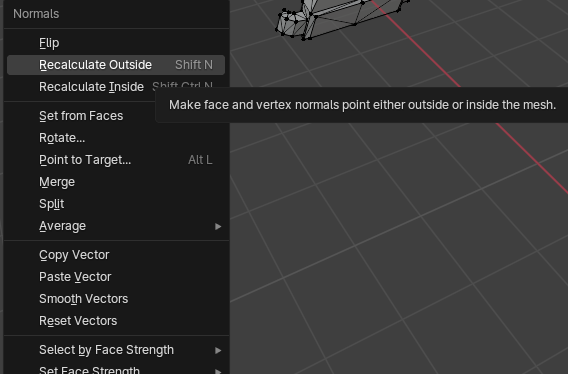 Normals
Flip
Recalculate Outside Shift N
Recalculate Inside Shift Ctrl N
Make face and vertex normals point either outside or inside the mesh.
Set from Faces
Rotate...
Point to Target... Alt L
Merge
Split
Average
Copy Vector
Paste Vector
Smooth Vectors
Reset Vectors
Select by Face Strength
Set Face Strength